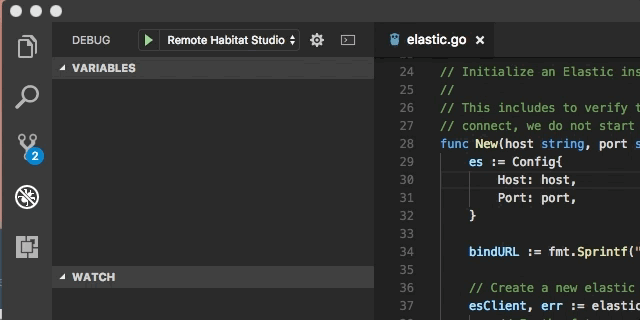 DEBUG Remote Habitat Studio elastic.go
VARIABLES
WATCH
2
24 // Initialize an Elastic
25 //
26 // This includes to verify
27 // connect, we do not start
28 func New(host string, port
29 es := Config{
30 Host: host,
31 Port: port,
32 }
33
34 bindURL := fmt.Sprintf("
35
36 // Create a new elastic
37 esClient, err := elastic